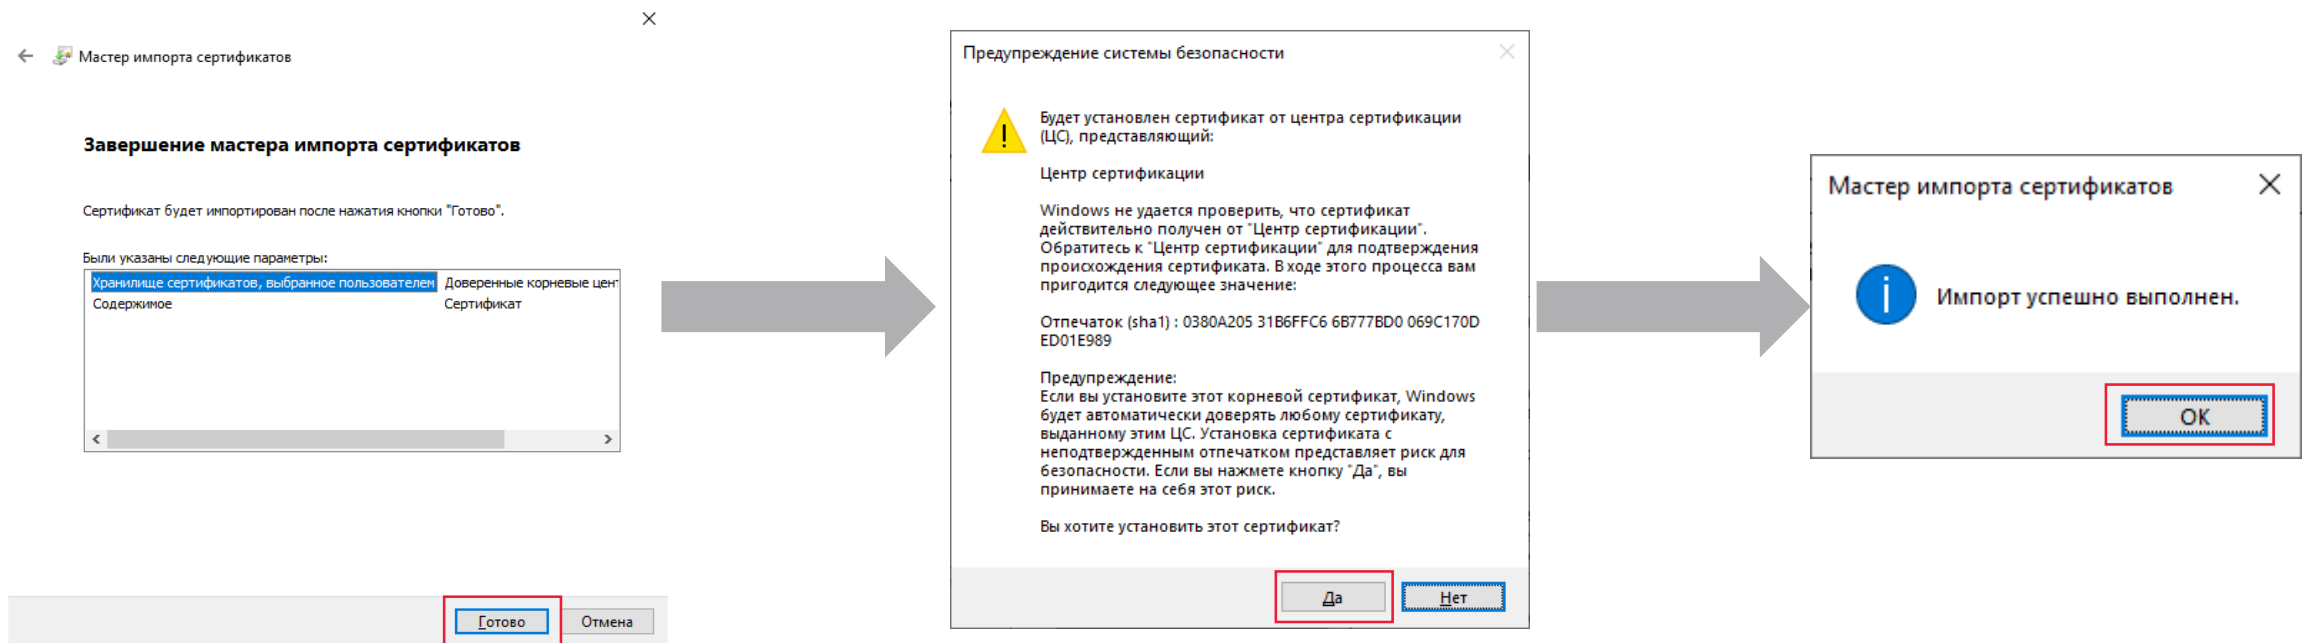 Мастер импорта сертификатов
Завершение мастера импорта сертификатов
Сертификат будет импортирован после нажатия кнопки "Готово".
Были указаны следующие параметры:
Хранилище сертификатов, выбранное пользователем Доверенные корневые цент
Содержимое Сертификат
Готово Отмена
Предупреждение системы безопасности
Будет установлен сертификат от центра сертификации
(ЦС), представляющий:
Центр сертификации
Windows не удается проверить, что сертификат
действительно получен от "Центр сертификации".
Обратитесь к "Центр сертификации" для подтверждения
происхождения сертификата. В ходе этого процесса вам
пригодится следующее значение:
Отпечаток (sha1) : 0380A205 31B6FFC6 6B777BD0 069C170D
ED01E989
Предупреждение:
Если вы установите этот корневой сертификат, Windows
будет автоматически доверять любому сертификату,
выданному этим ЦС. Установка сертификата с
неподтвержденным отпечатком представляет риск для
безопасности. Если вы нажмете кнопку "Да", вы
принимаете на себя этот риск.
Вы хотите установить этот сертификат?
Да Нет
Мастер импорта сертификатов
Импорт успешно выполнен.
ОК